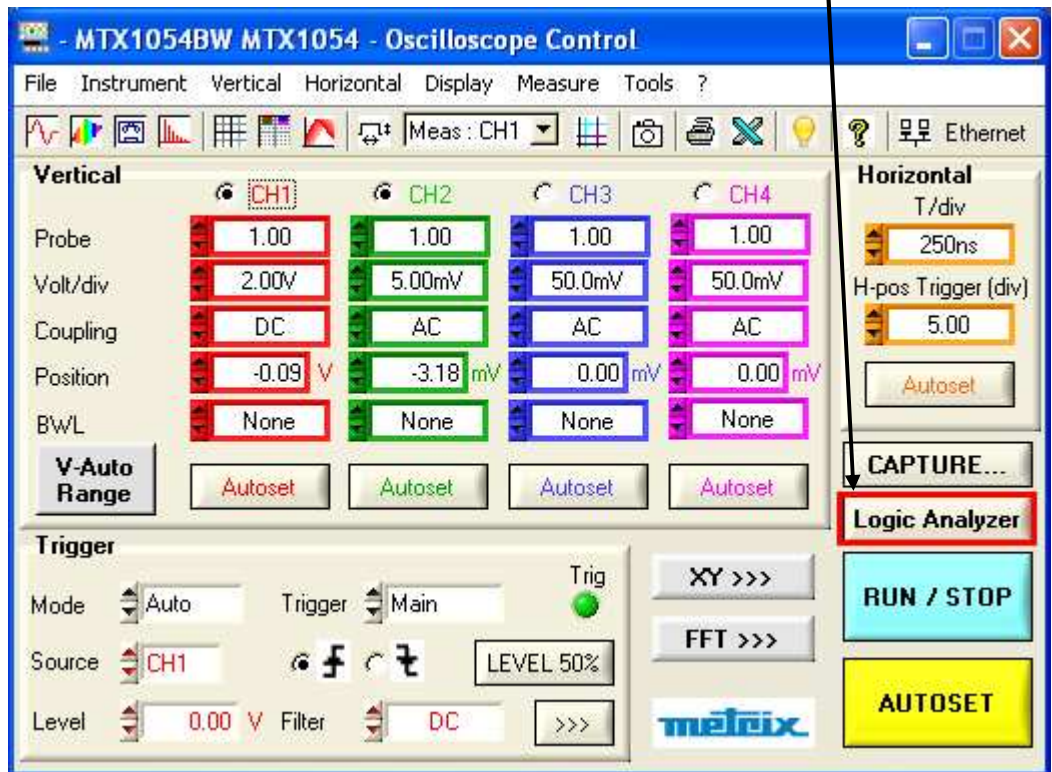 - MTX1054BW MTX1054 - Oscilloscope Control
File Instrument Vertical Horizontal Display Measure Tools ?
Meas : CH1 Ethernet
Vertical
CH1 CH2 CH3 CH4
Probe 1.00 1.00 1.00 1.00
Volt/div 2.00V 5.00mV 50.0mV 50.0mV
Coupling DC AC AC AC
Position -0.09 V -3.18 mV 0.00 mV 0.00 mV
BWL None None None None
V-Auto
Range
Autoset Autoset Autoset Autoset
Horizontal
T/div
250ns
H-pos Trigger (div)
5.00
Autoset
CAPTURE...
Logic Analyzer
RUN / STOP
AUTOSET
Trigger
Mode Auto Trigger Main Trig
Source CH1 LEVEL 50%
Level 0.00 V Filter DC >>>
XY >>>
FFT >>>
metrix